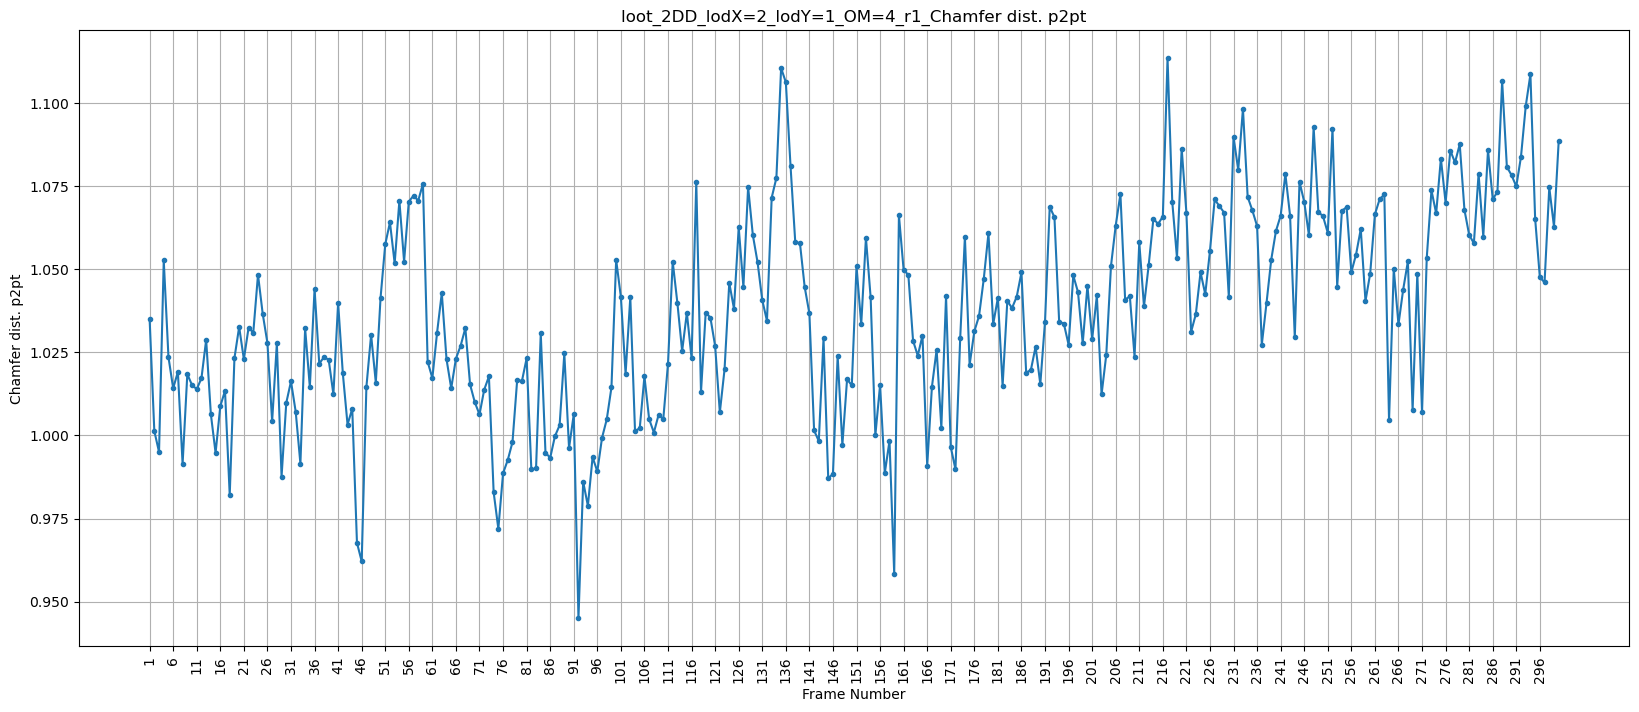 loot_2DD_lodX=2_lodY=1_OM=4_r1_Chamfer dist. p2pt
Chamfer dist. p2pt
1.100
1.075
1.050
1.025
1.000
0.975
0.950
1 6 11 16 21 26 31 36 41 46 51 56 61 66 71 76 81 86 91 96 101 106 111 116 121 126 131 136 141 146 151 156 161 166 171 176 181 186 191 196 201 206 211 216 221 226 231 236 241 246 251 256 261 266 271 276 281 286 291 296
Frame Number